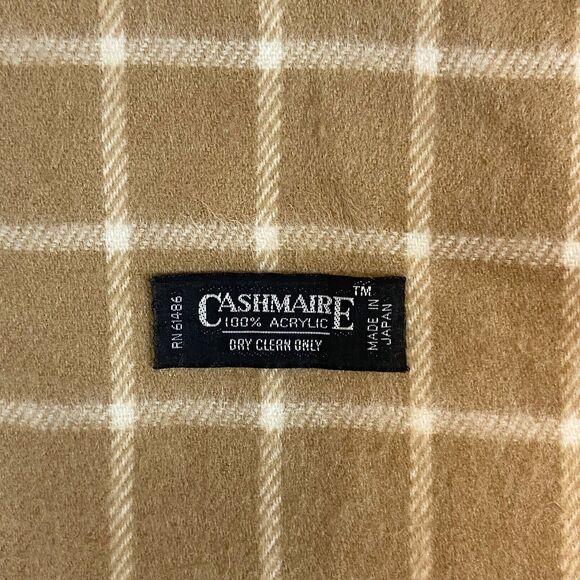 RN 61486
CASHMAIRE™
100% ACRYLIC
DRY CLEAN ONLY
MADE IN
JAPAN